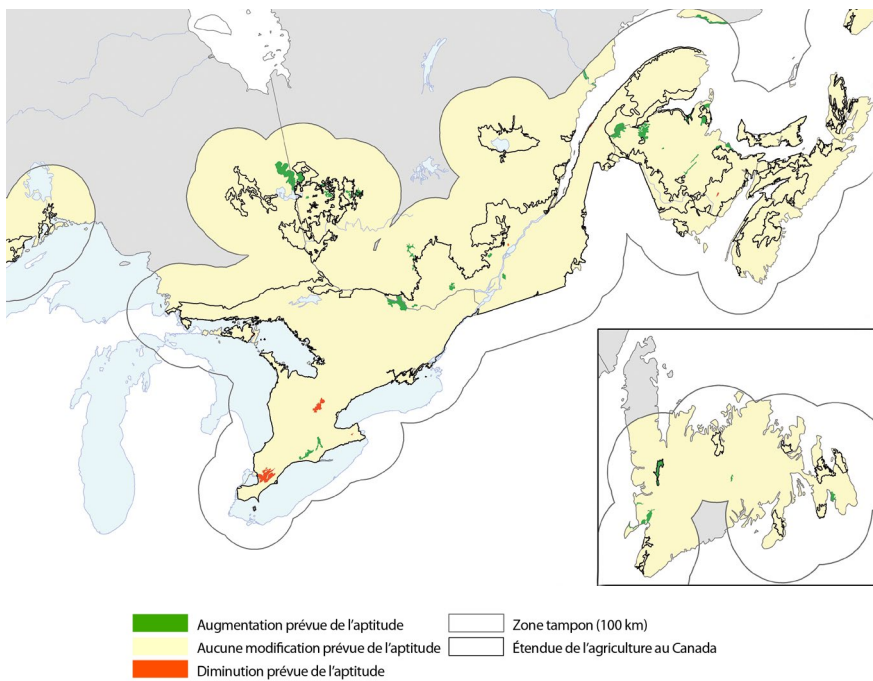 Augmentation prévue de l'aptitude
Aucune modification prévue de l'aptitude
Diminution prévue de l'aptitude
Zone tampon (100 km)
Étendue de l'agriculture au Canada